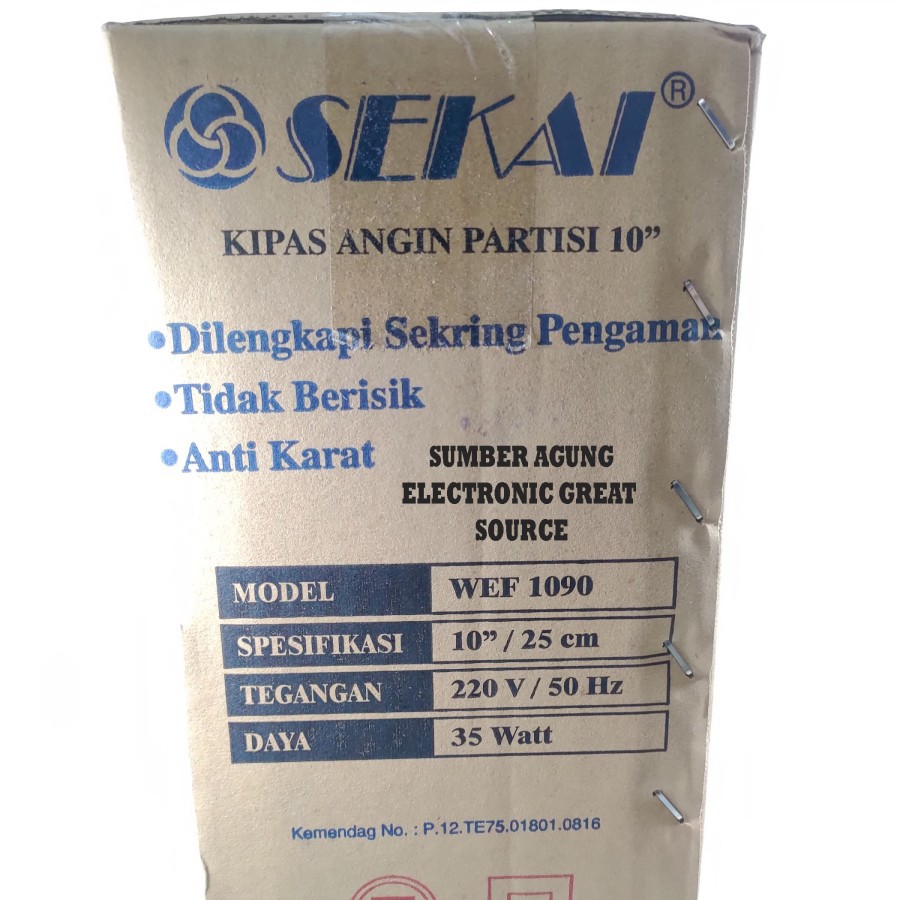 SEKAI®
KIPAS ANGIN PARTISI 10”
•Dilengkapi Sekring Pengaman
•Tidak Berisik
•Anti Karat
SUMBER AGUNG
ELECTRONIC GREAT
SOURCE
MODEL WEF 1090
SPESIFIKASI 10” / 25 cm
TEGANGAN 220 V / 50 Hz
DAYA 35 Watt
Kemendag No. : P.12.TE75.01801.0816